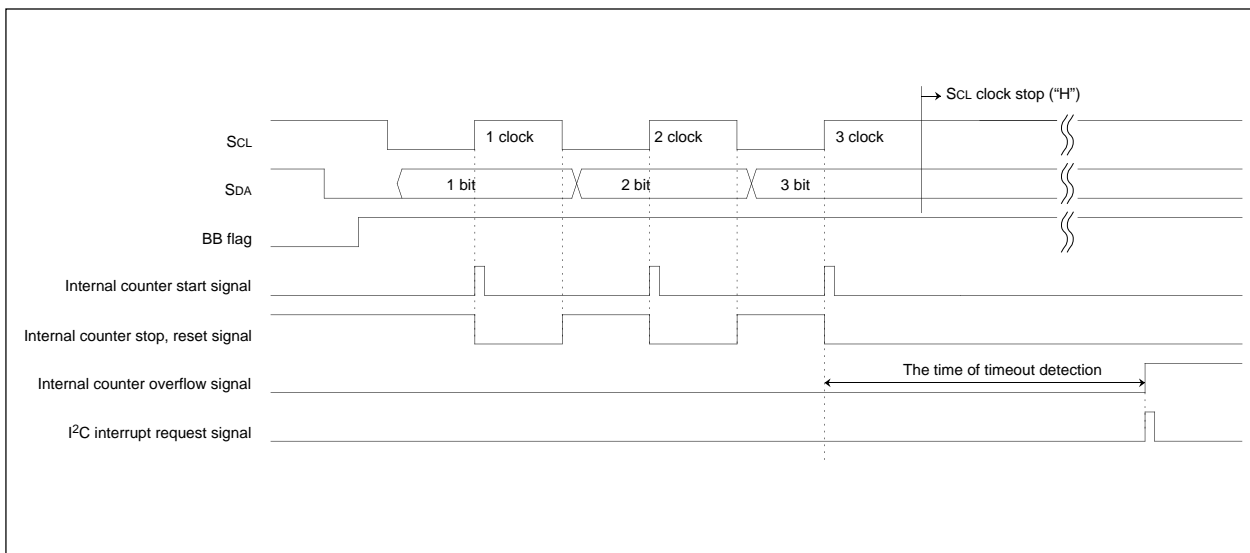 SCL clock stop (“H”)
SCL
1 clock
2 clock
3 clock
SDA
1 bit
2 bit
3 bit
BB flag
Internal counter start signal
Internal counter stop, reset signal
Internal counter overflow signal
The time of timeout detection
I2C interrupt request signal